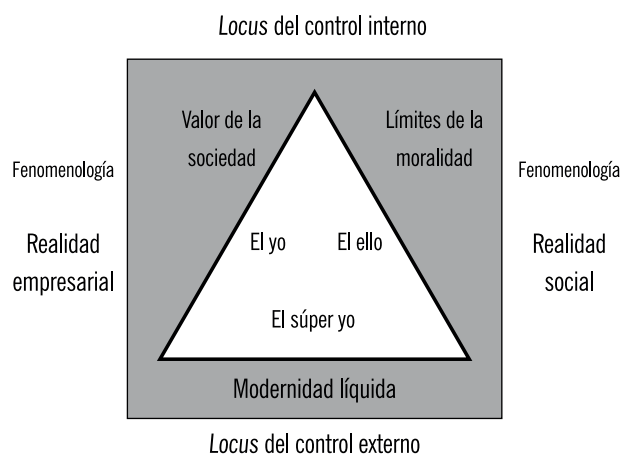 Locus del control interno
Valor de la
sociedad
Límites de la
moralidad
Fenomenología
Fenomenología
Realidad
empresarial
El yo
El ello
Realidad
social
El súper yo
Modernidad líquida
Locus del control externo